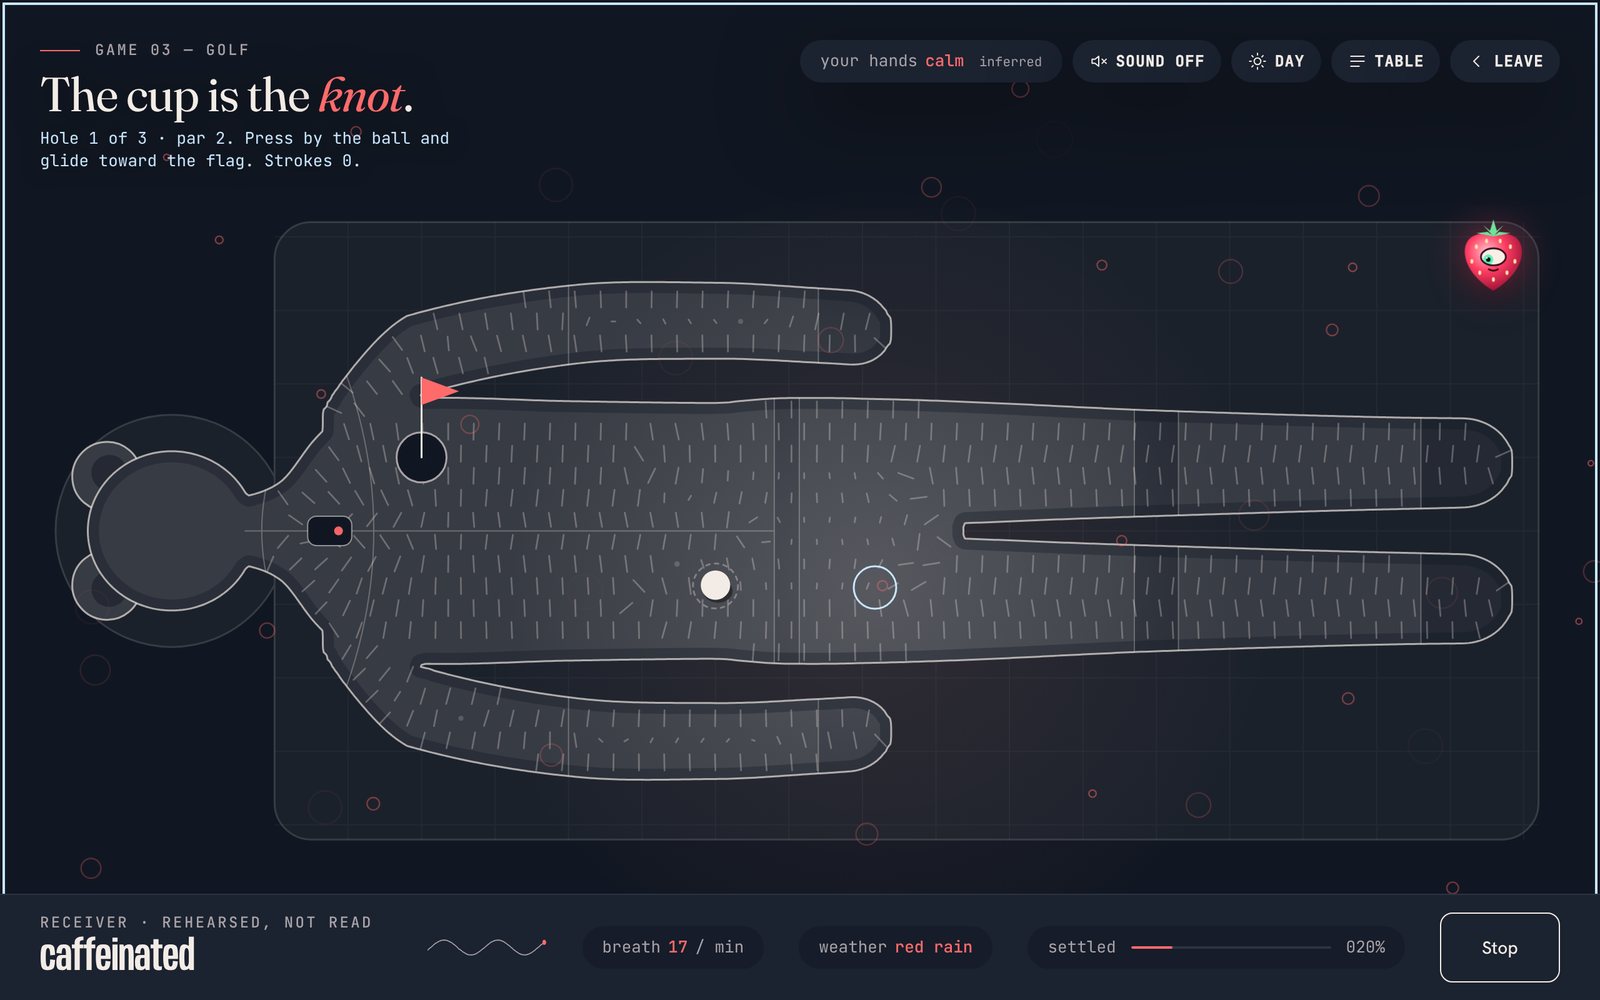 GAME 03 — GOLF
The cup is the knot.
Hole 1 of 3 · par 2. Press by the ball and
glide toward the flag. Strokes 0.
your hands calm inferred
SOUND OFF
DAY
TABLE
LEAVE
RECEIVER · REHEARSED, NOT READ
caffeinated
breath 17 / min
weather red rain
settled 020%
Stop